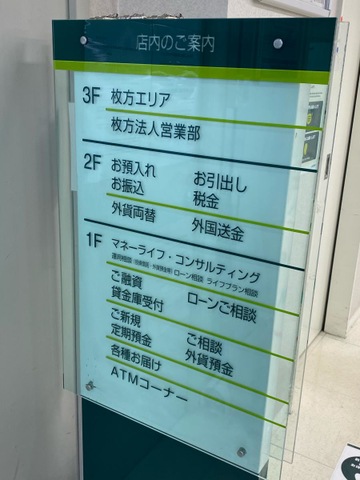 店内のご案内
3F 枚方エリア
枚方法人営業部
2F お預入れ お引出し
お振込 税金
外貨両替 外国送金
1F マネーライフ・コンサルティング
ローン相談 ライフプラン相談
ご融資
貸金庫受付 ローンご相談
ご新規 ご相談
定期預金 外貨預金
各種お届け
ATMコーナー